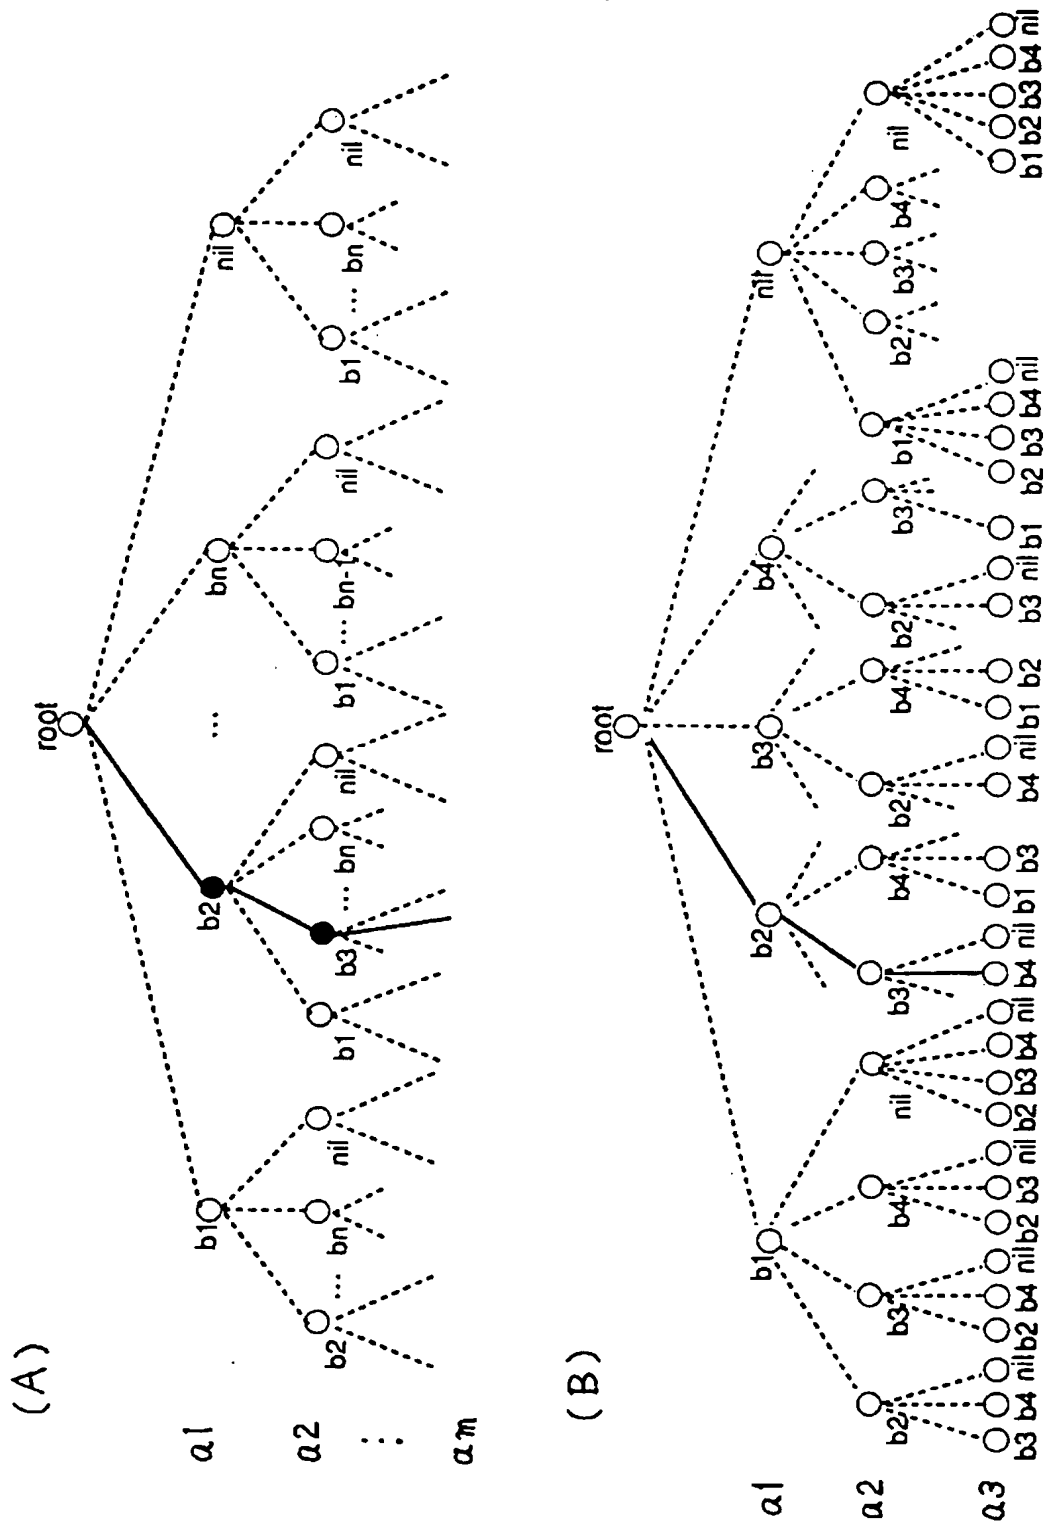 (A)
root
a1 b1 b2 ... bn nil
a2 b2 ... bn nil b1 b3 ... bn nil b1 ... bn-1 nil b1 ... bn nil
⋮
am
(B)
root
a1 b1 b2 b3 b4 nil
a2 b2 b3 b4 nil b3 b4 b2 b4 b2 b3 b1 b2 b3 b4 nil
a3 b3 b4 nil b2 b4 nil b2 b3 nil b2 b3 b4 nil b4 nil b1 b3 b4 nil b1 b2 b3 nil b1 b2 b3 b4 nil b1 b2 b3 b4 nil